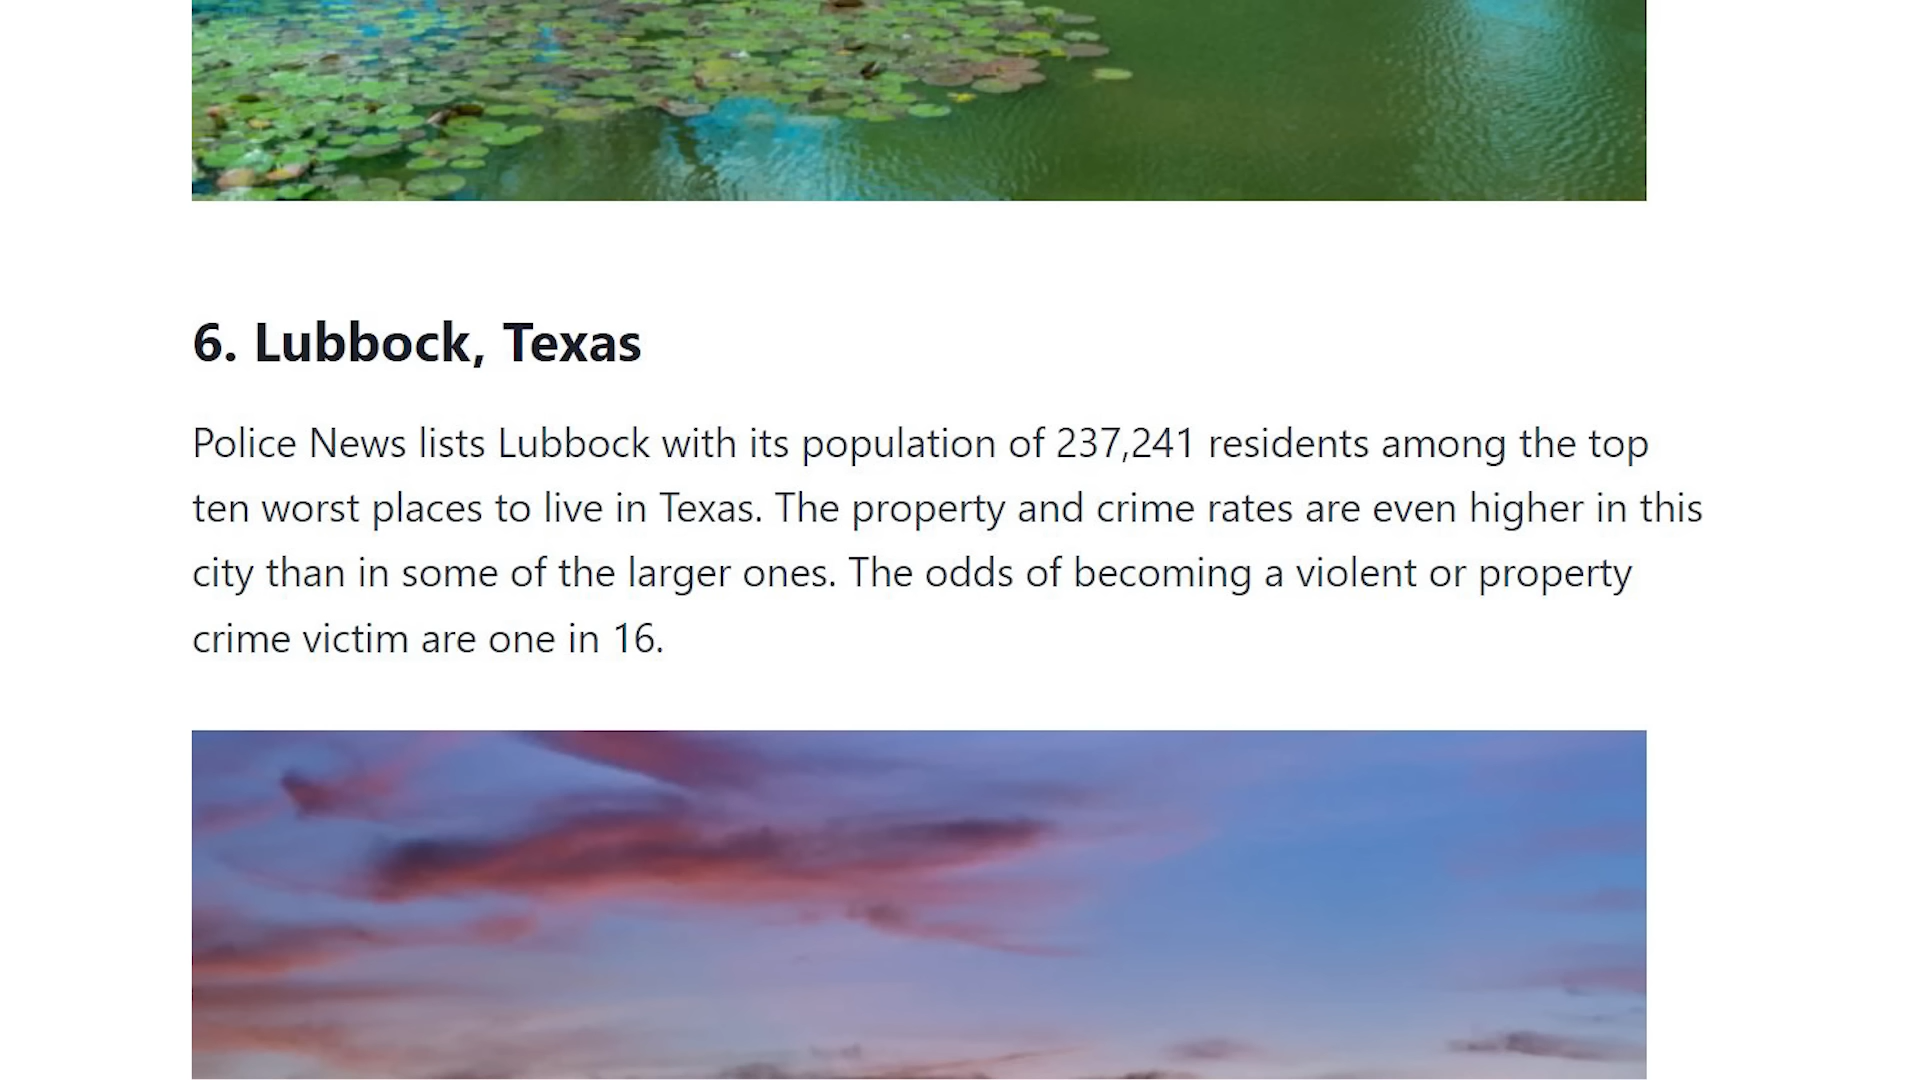 6. Lubbock, Texas
Police News lists Lubbock with its population of 237,241 residents among the top
ten worst places to live in Texas. The property and crime rates are even higher in this
city than in some of the larger ones. The odds of becoming a violent or property
crime victim are one in 16.